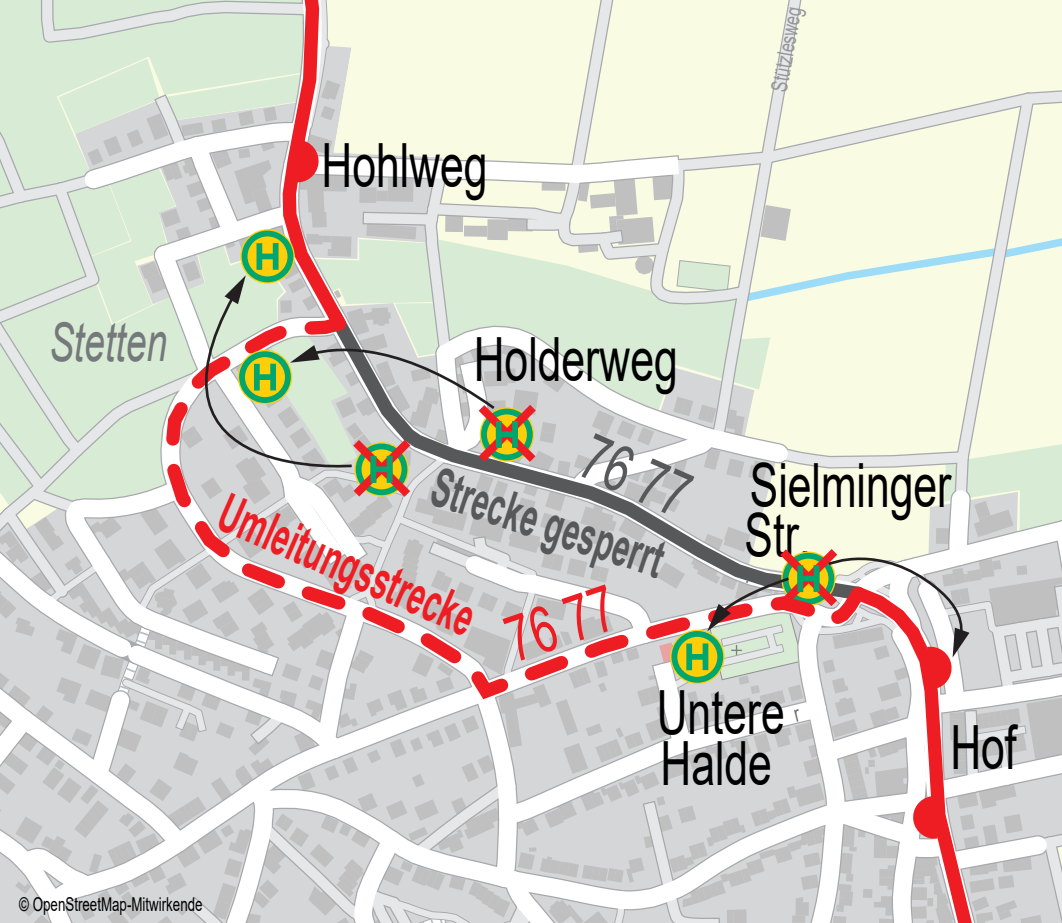 Stützlesweg
Hohlweg
H
Stetten
H
Holderweg
H
H
76 77
Strecke gesperrt
Sielminger
Str.
H
Umleitungsstrecke
76 77
H
Untere
Halde
r
Hof
© OpenStreetMap-Mitwirkende